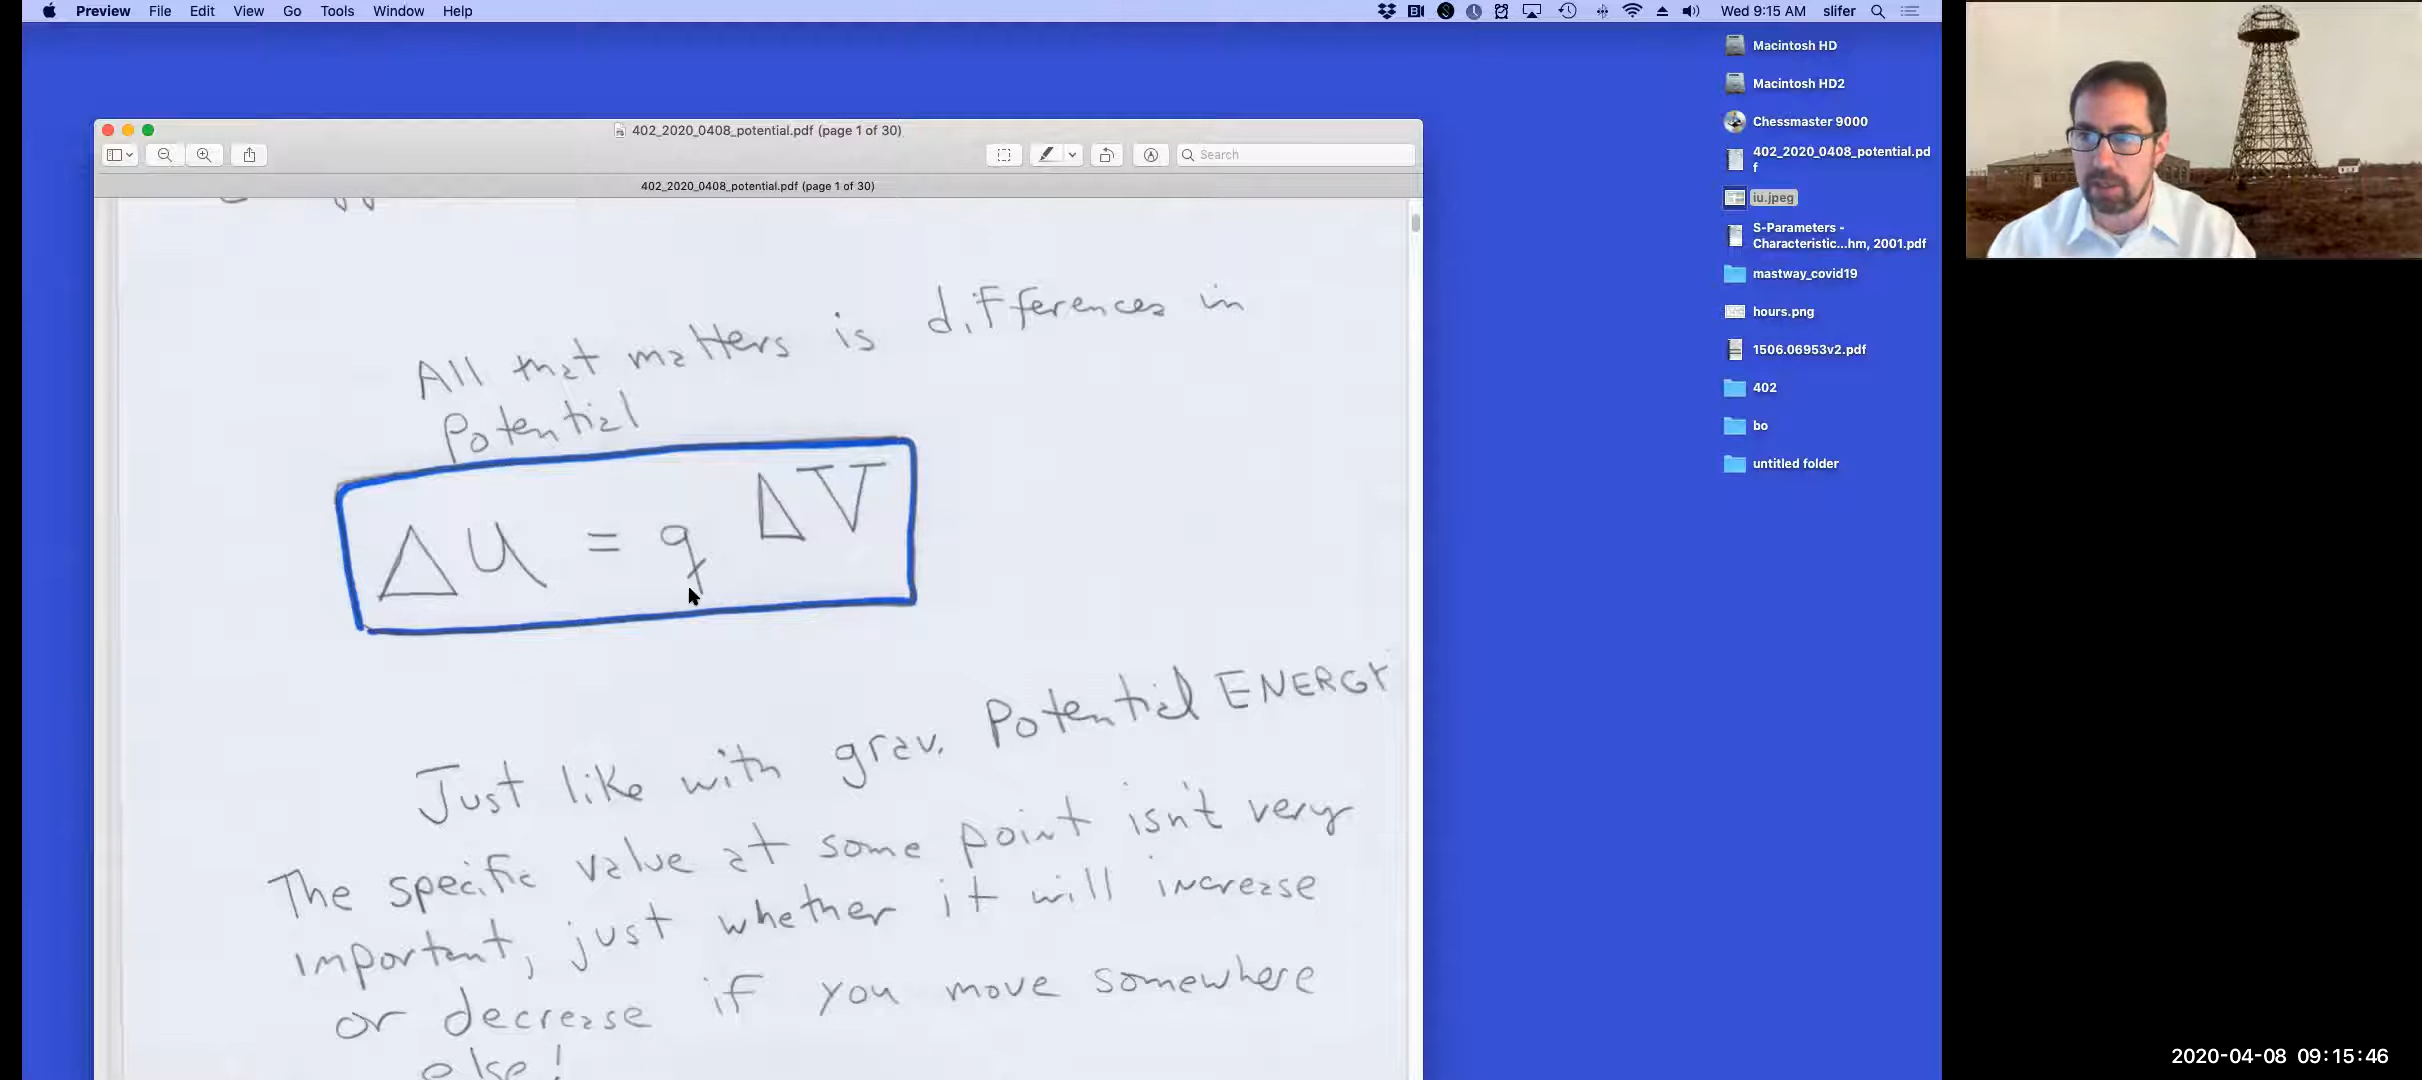 Preview File Edit View Go Tools Window Help
Wed 9:15 AM slifer
402_2020_0408_potential.pdf (page 1 of 30)
Search
402_2020_0408_potential.pdf (page 1 of 30)
All that matters is differences in
Potential
ΔU = q ΔV
Just like with grav. Potential ENERGY
The specific value at some point isn't very
important, just whether it will increase
or decrease if you move somewhere
else!
Macintosh HD
Macintosh HD2
Chessmaster 9000
402_2020_0408_potential.pd
f
iu.jpeg
S-Parameters -
Characteristic...hm, 2001.pdf
mastway_covid19
hours.png
1506.06953v2.pdf
402
bo
untitled folder
2020-04-08 09:15:46